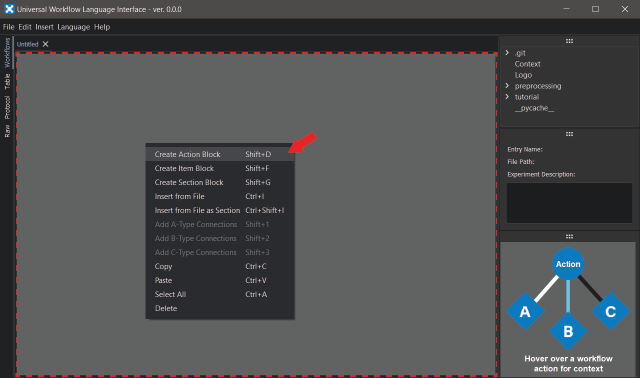 Universal Workflow Language Interface - ver. 0.0.0
File Edit Insert Language Help
Workflows
Table
Protocol
Raw
Untitled
Create Action Block Shift+D
Create Item Block Shift+F
Create Section Block Shift+G
Insert from File Ctrl+I
Insert from File as Section Ctrl+Shift+I
Add A-Type Connections Shift+1
Add B-Type Connections Shift+2
Add C-Type Connections Shift+3
Copy Ctrl+C
Paste Ctrl+V
Select All Ctrl+A
Delete
.git
Context
Logo
preprocessing
tutorial
__pycache__
Entry Name:
File Path:
Experiment Description:
Action
A
B
C
Hover over a workflow
action for context